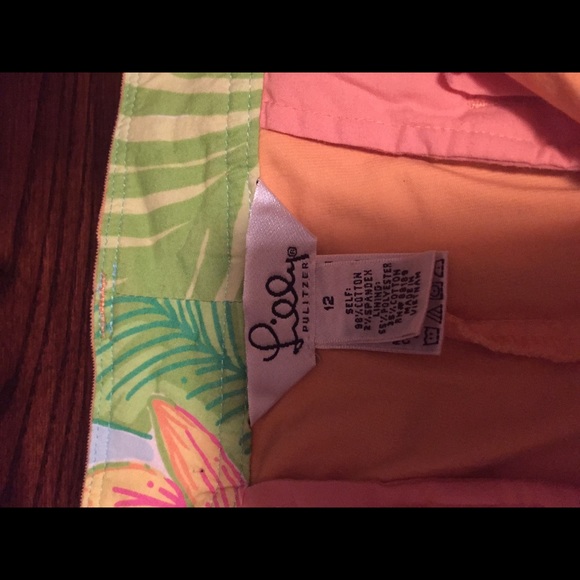 Lilly®
PULITZER
12
SELF:
98% COTTON
2% SPANDEX
LINING:
65% POLYESTER
35% COTTON
MADE IN
VIETNAM